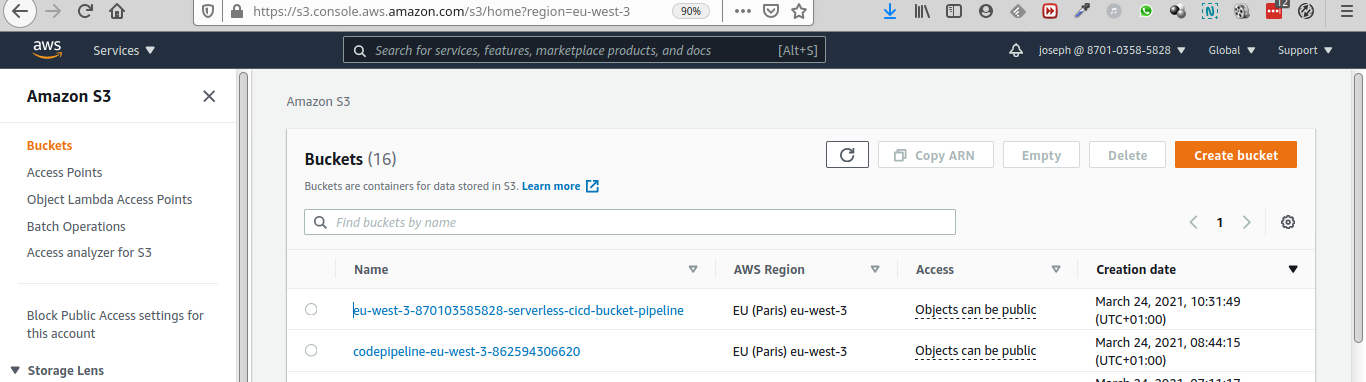 https://s3.console.aws.amazon.com/s3/home?region=eu-west-3
90%
12
aws
Services
Search for services, features, marketplace products, and docs [Alt+S]
joseph @ 8701-0358-5828
Global
Support
Amazon S3
Buckets
Access Points
Object Lambda Access Points
Batch Operations
Access analyzer for S3
Block Public Access settings for
this account
Storage Lens
Amazon S3
Buckets (16)
Copy ARN
Empty
Delete
Create bucket
Buckets are containers for data stored in S3. Learn more
Find buckets by name
1
Name AWS Region Access Creation date
eu-west-3-870103585828-serverless-cicd-bucket-pipeline EU (Paris) eu-west-3 Objects can be public March 24, 2021, 10:31:49
(UTC+01:00)
codepipeline-eu-west-3-862594306620 EU (Paris) eu-west-3 Objects can be public March 24, 2021, 08:44:15
(UTC+01:00)